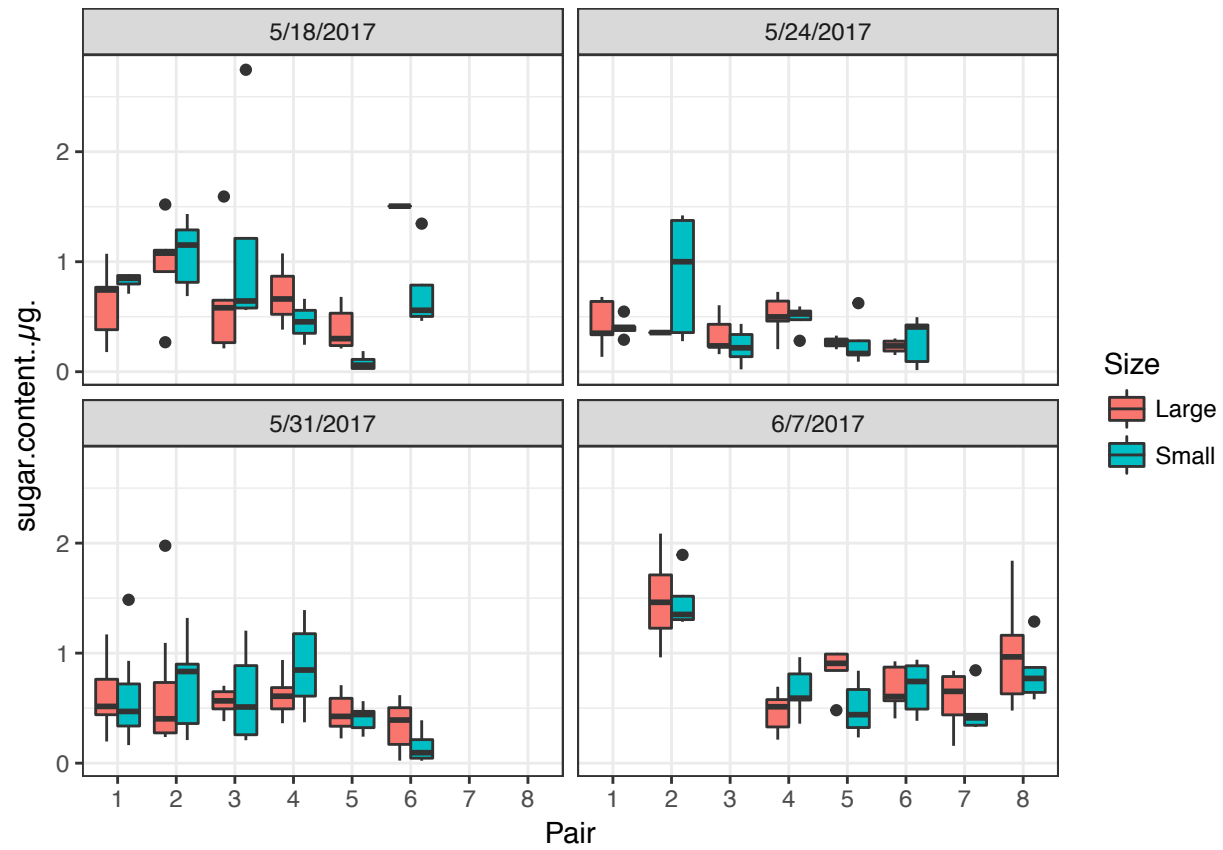 5/18/2017
5/24/2017
2
1
0
5/31/2017
6/7/2017
2
1
0
1 2 3 4 5 6 7 8
1 2 3 4 5 6 7 8
Pair
sugar.content.µg.
Size
Large
Small